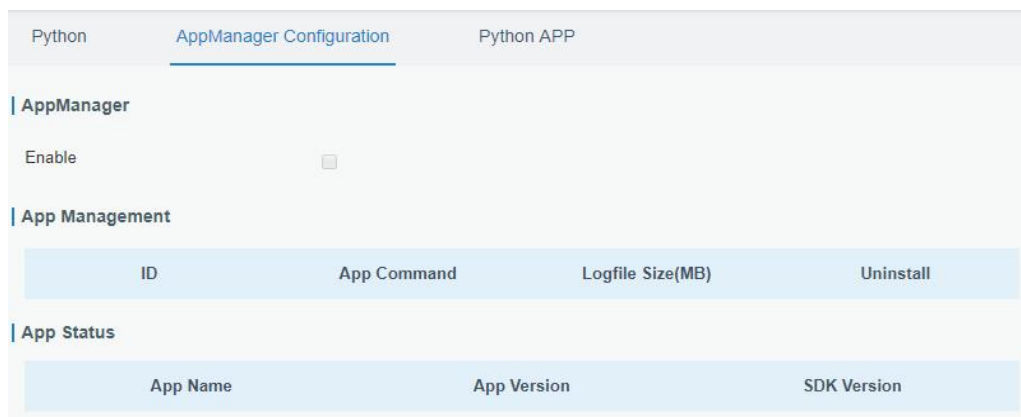 Python AppManager Configuration Python APP
AppManager
Enable
App Management
ID App Command Logfile Size(MB) Uninstall
App Status
App Name App Version SDK Version